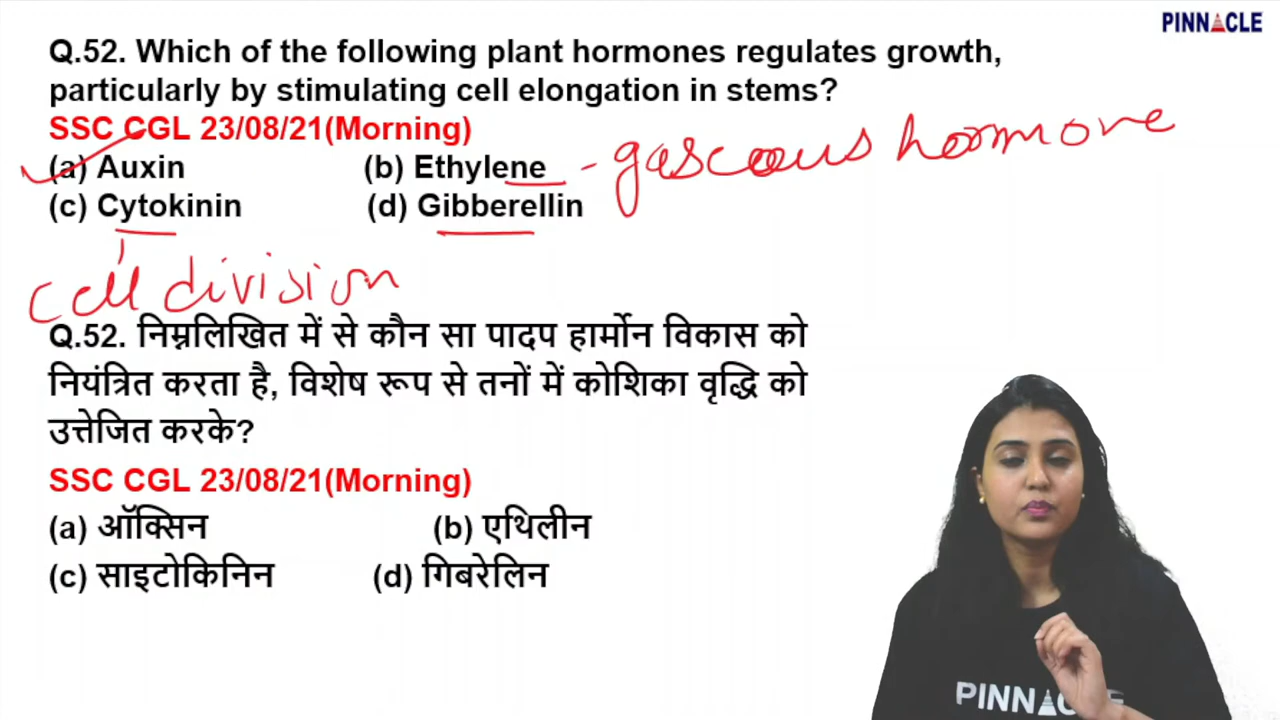 PINNACLE
Q.52. Which of the following plant hormones regulates growth,
particularly by stimulating cell elongation in stems?
SSC CGL 23/08/21(Morning)
(a) Auxin (b) Ethylene - gaseous hormone
(c) Cytokinin (d) Gibberellin
cell division
Q.52. निम्नलिखित में से कौन सा पादप हार्मोन विकास को
नियंत्रित करता है, विशेष रूप से तनों में कोशिका वृद्धि को
उत्तेजित करके?
SSC CGL 23/08/21(Morning)
(a) ऑक्सिन (b) एथिलीन
(c) साइटोकिनिन (d) गिबरेलिन
PINNACLE